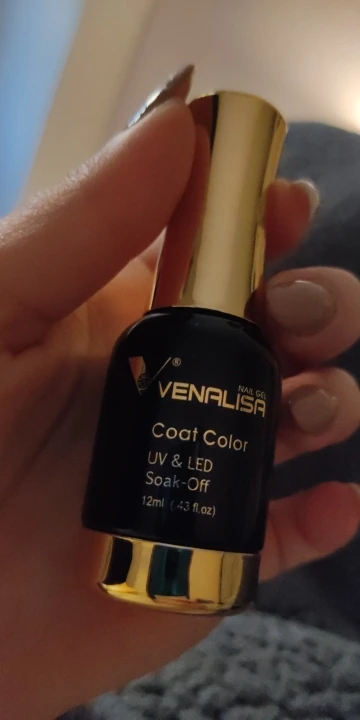 ®
NAIL GEL
VENALISA
Coat Color
UV & LED
Soak-Off
12ml (.43 fl.oz)